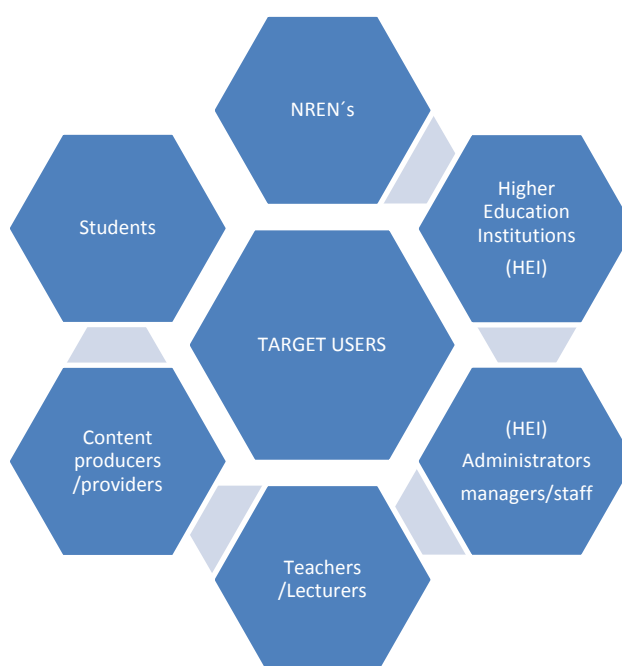 NREN´s
Higher
Education
Institutions
(HEI)
(HEI)
Administrators
managers/staff
Teachers
/Lecturers
Content
producers
/providers
Students
TARGET USERS